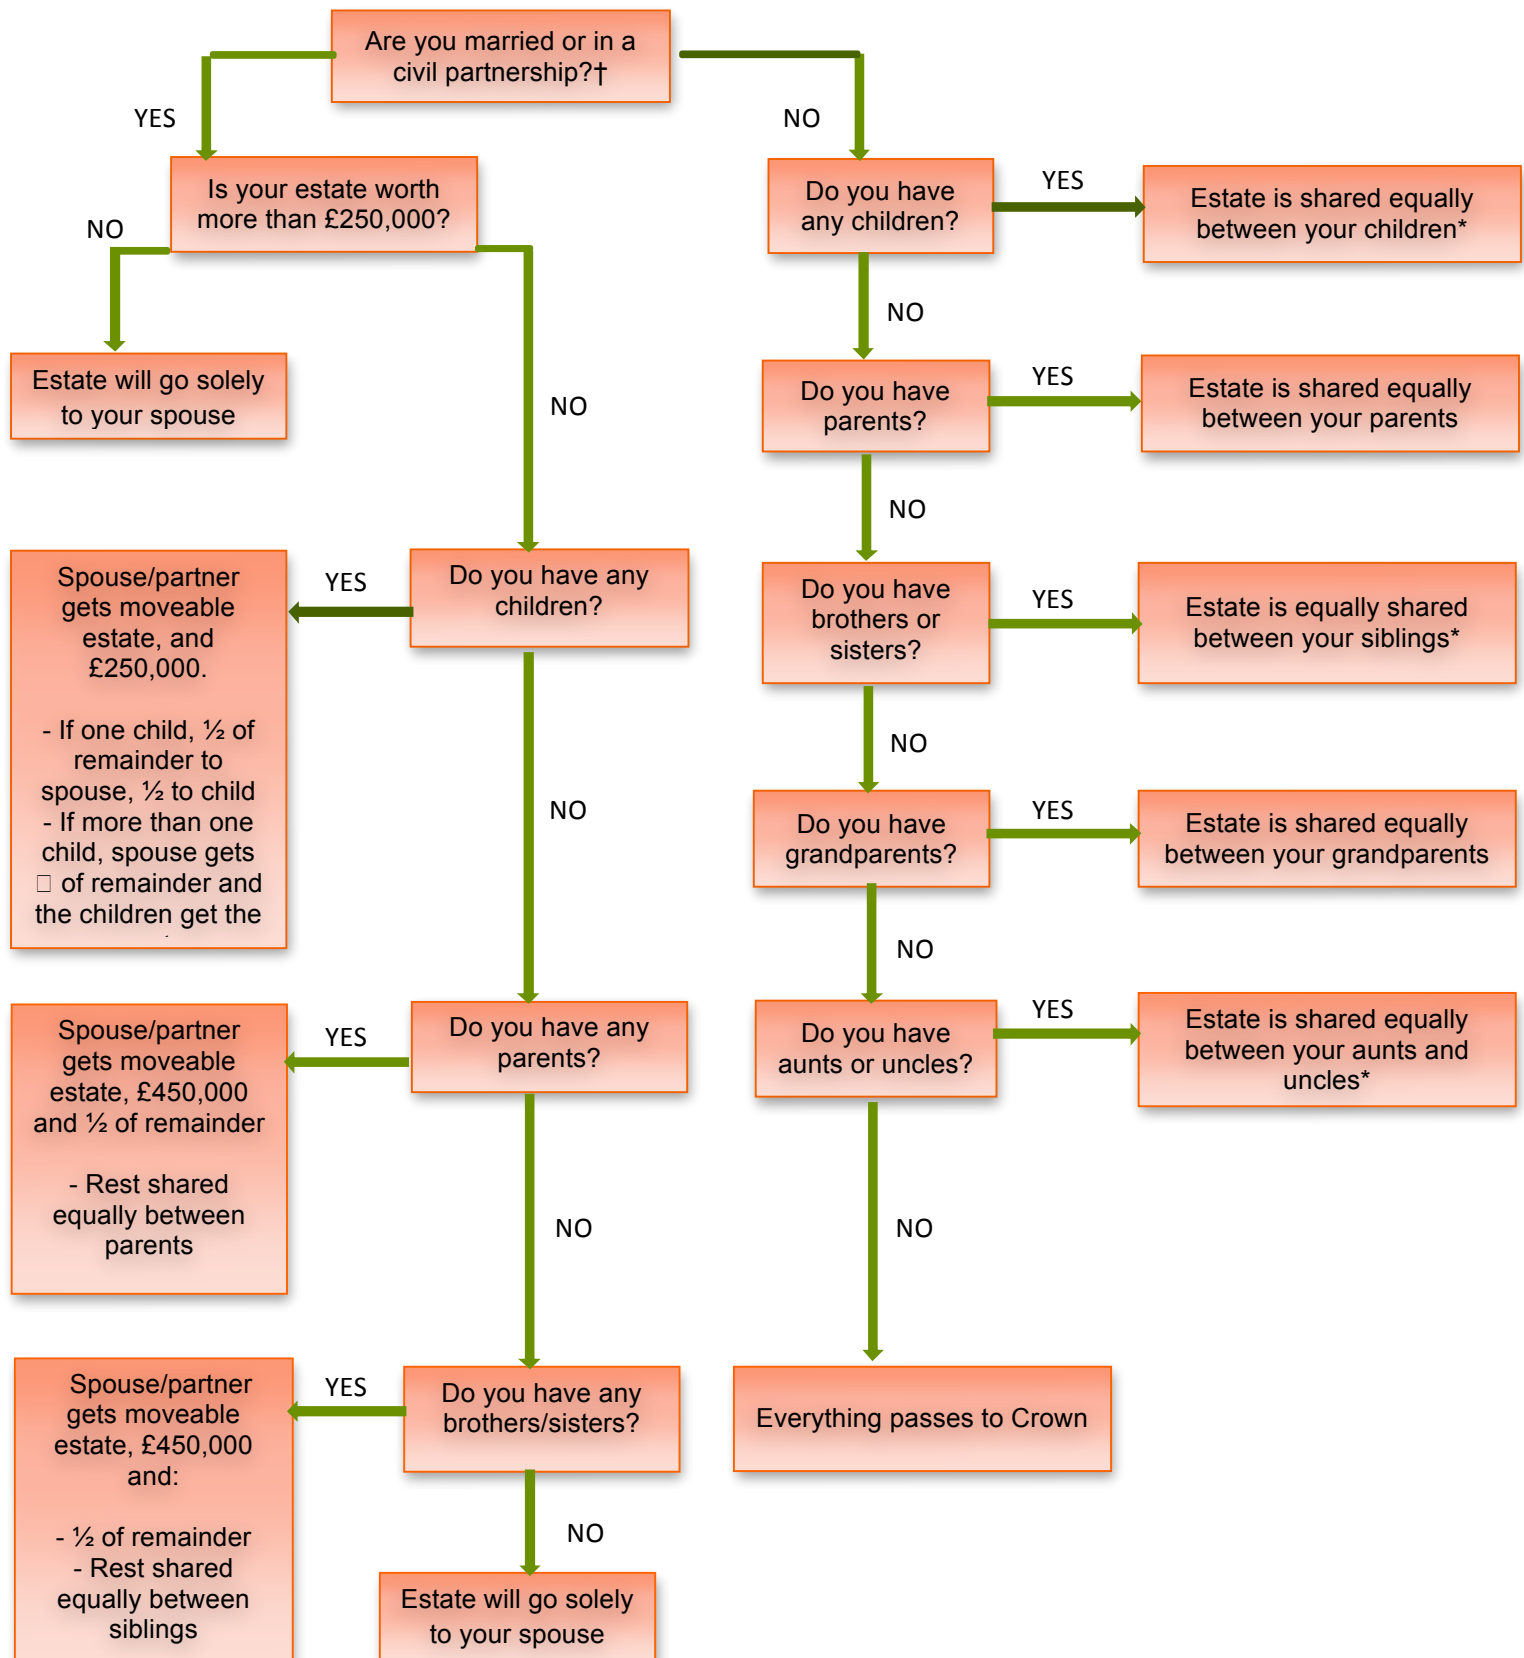 Are you married or in a
civil partnership?†
YES
NO
Is your estate worth
more than £250,000?
NO
NO
Estate will go solely
to your spouse
Do you have any
children?
YES
Spouse/partner
gets moveable
estate, and
£250,000.
- If one child, ½ of
remainder to
spouse, ½ to child
- If more than one
child, spouse gets
□ of remainder and
the children get the
NO
Do you have any
parents?
YES
Spouse/partner
gets moveable
estate, £450,000
and ½ of remainder
- Rest shared
equally between
parents
NO
Do you have any
brothers/sisters?
YES
Spouse/partner
gets moveable
estate, £450,000
and:
- ½ of remainder
- Rest shared
equally between
siblings
NO
Estate will go solely
to your spouse
Do you have
any children?
YES
Estate is shared equally
between your children*
NO
Do you have
parents?
YES
Estate is shared equally
between your parents
NO
Do you have
brothers or
sisters?
YES
Estate is equally shared
between your siblings*
NO
Do you have
grandparents?
YES
Estate is shared equally
between your grandparents
NO
Do you have
aunts or uncles?
YES
Estate is shared equally
between your aunts and
uncles*
NO
Everything passes to Crown